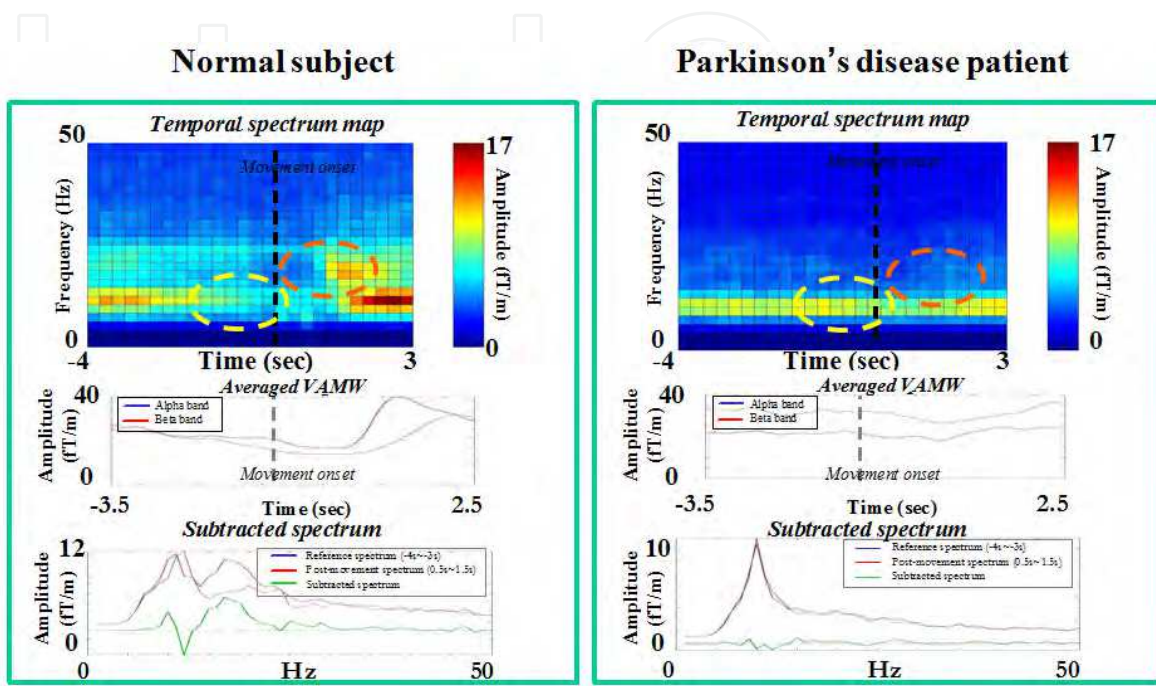 Normal subject
Temporal spectrum map
50
Movement onset
17
Frequency (Hz)
Amplitude (fT/m)
0
0
-4
Time (sec)
3
Averaged VAMW
40
Alpha band
Beta band
Amplitude
(fT/m)
0
Movement onset
-3.5
Time (sec)
2.5
Subtracted spectrum
12
Reference spectrum (-4s~-3s)
Post-movement spectrum (0.5s~1.5s)
Subtracted spectrum
Amplitude
(fT/m)
0
0
Hz
50
Parkinson's disease patient
Temporal spectrum map
50
Movement onset
17
Frequency (Hz)
Amplitude (fT/m)
0
0
-4
Time (sec)
3
Averaged VAMW
40
Alpha band
Beta band
Amplitude
(fT/m)
0
Movement onset
-3.5
Time (sec)
2.5
Subtracted spectrum
10
Reference spectrum (-4s~-3s)
Post-movement spectrum (0.5s~1.5s)
Subtracted spectrum
Amplitude
(fT/m)
0
0
Hz
50